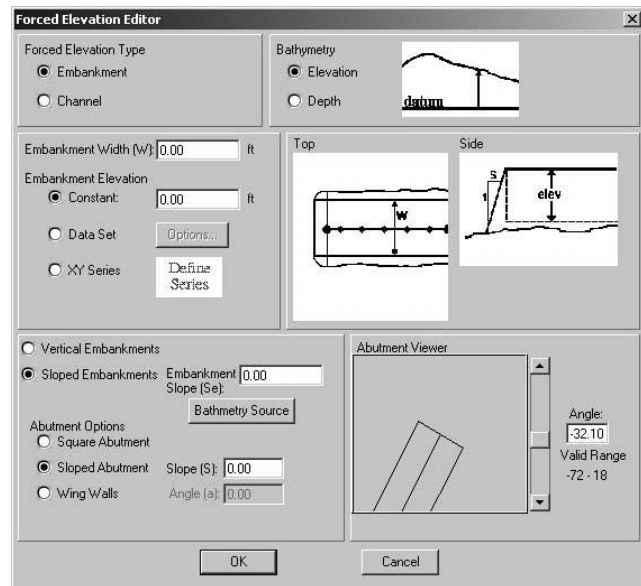 Forced Elevation Editor
Forced Elevation Type
Embankment
Channel
Bathymetry
Elevation
Depth
datum
Embankment Width (W): 0.00 ft
Embankment Elevation
Constant: 0.00 ft
Data Set Options...
XY Series Define Series
Top
W
Side
S
1
elev
Vertical Embankments
Sloped Embankments Embankment Slope (Se): 0.00
Bathmetry Source
Abutment Options
Square Abutment
Sloped Abutment Slope (S): 0.00
Wing Walls Angle (a): 0.00
Abutment Viewer
Angle:
-32.10
Valid Range
-72 - 18
OK
Cancel